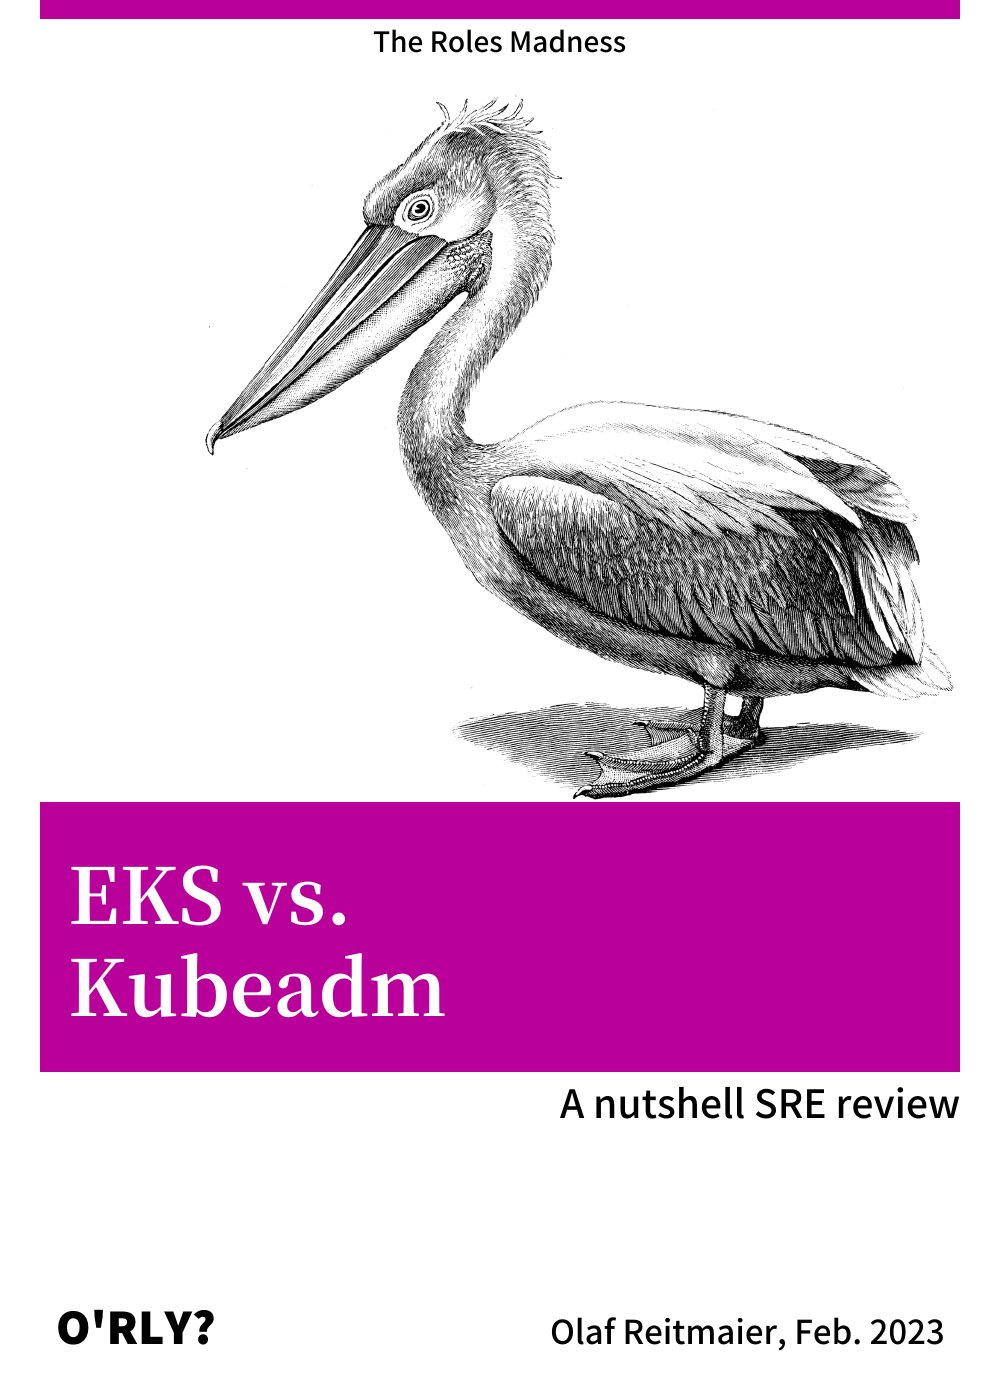 The Roles Madness
EKS vs.
Kubeadm
A nutshell SRE review
O'RLY?
Olaf Reitmaier, Feb. 2023